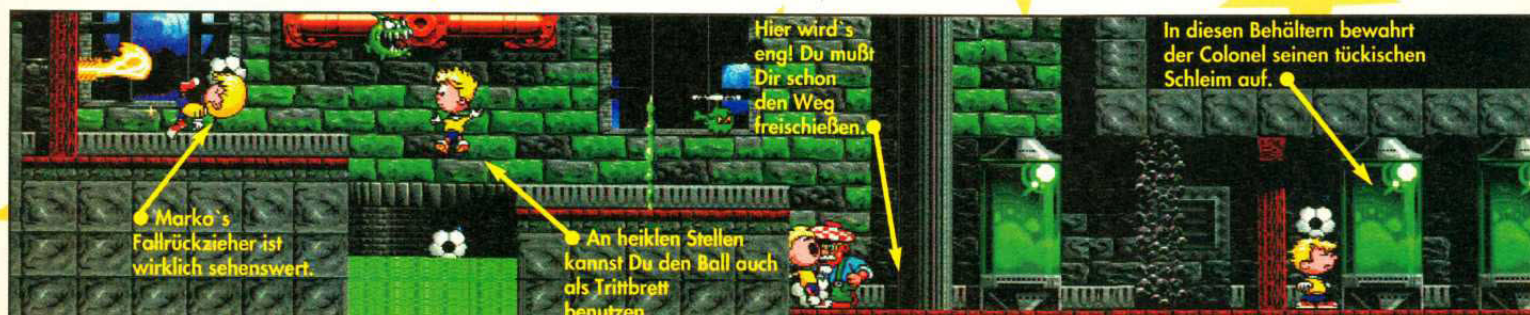 Marko`s
Fallrückzieher ist
wirklich sehenswert.
An heiklen Stellen
kannst Du den Ball auch
als Trittbrett
benutzen
Hier wird`s
eng! Du mußt
Dir schon
den Weg
freischießen.
In diesen Behältern bewahrt
der Colonel seinen tückischen
Schleim auf.